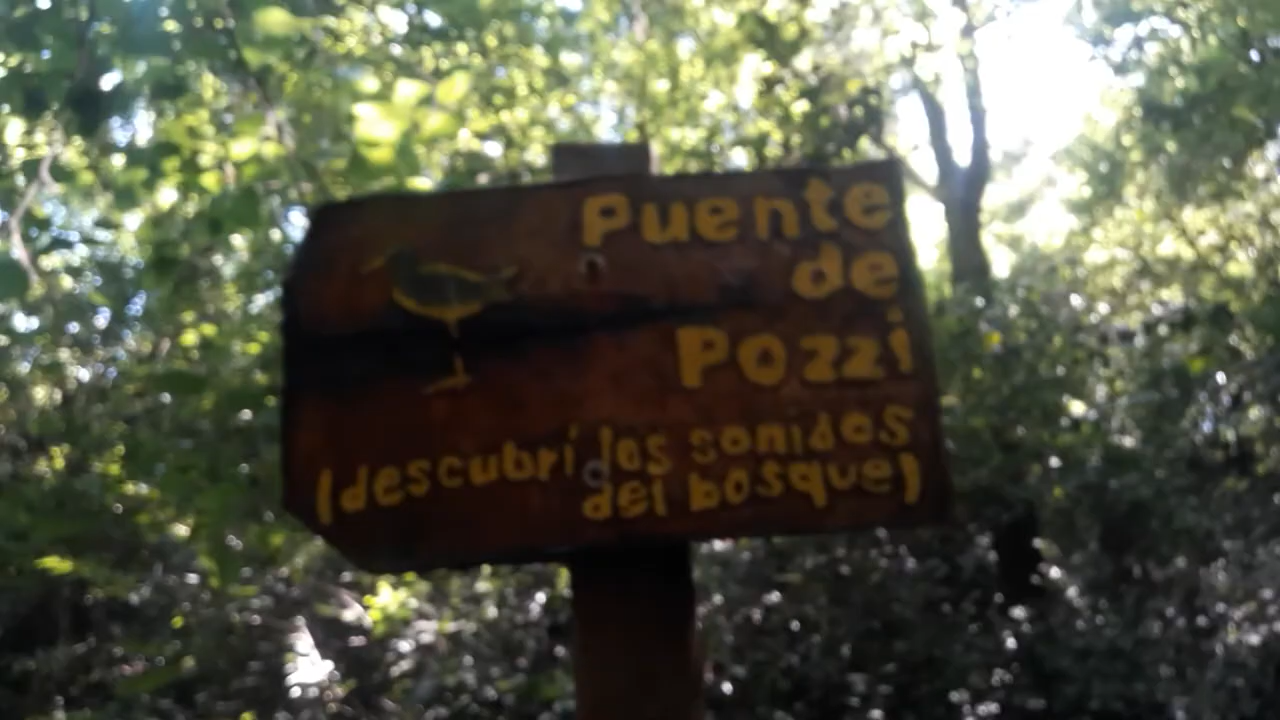 Puente
de
Pozzi
(descubrí los sonidos
del bosque)